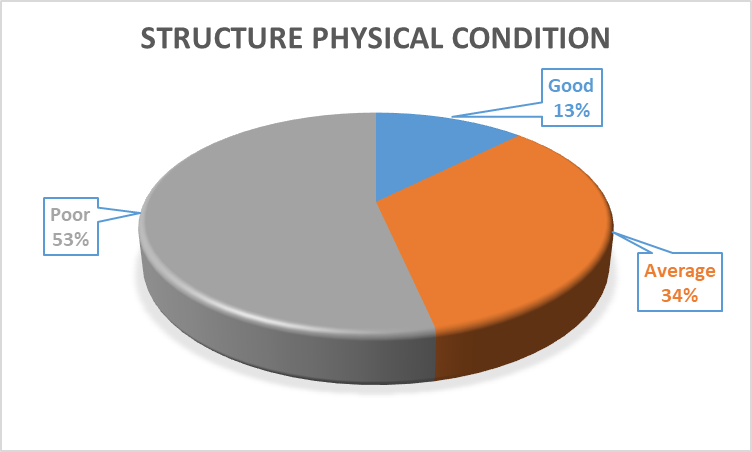 STRUCTURE PHYSICAL CONDITION
Good
13%
Poor
53%
Average
34%